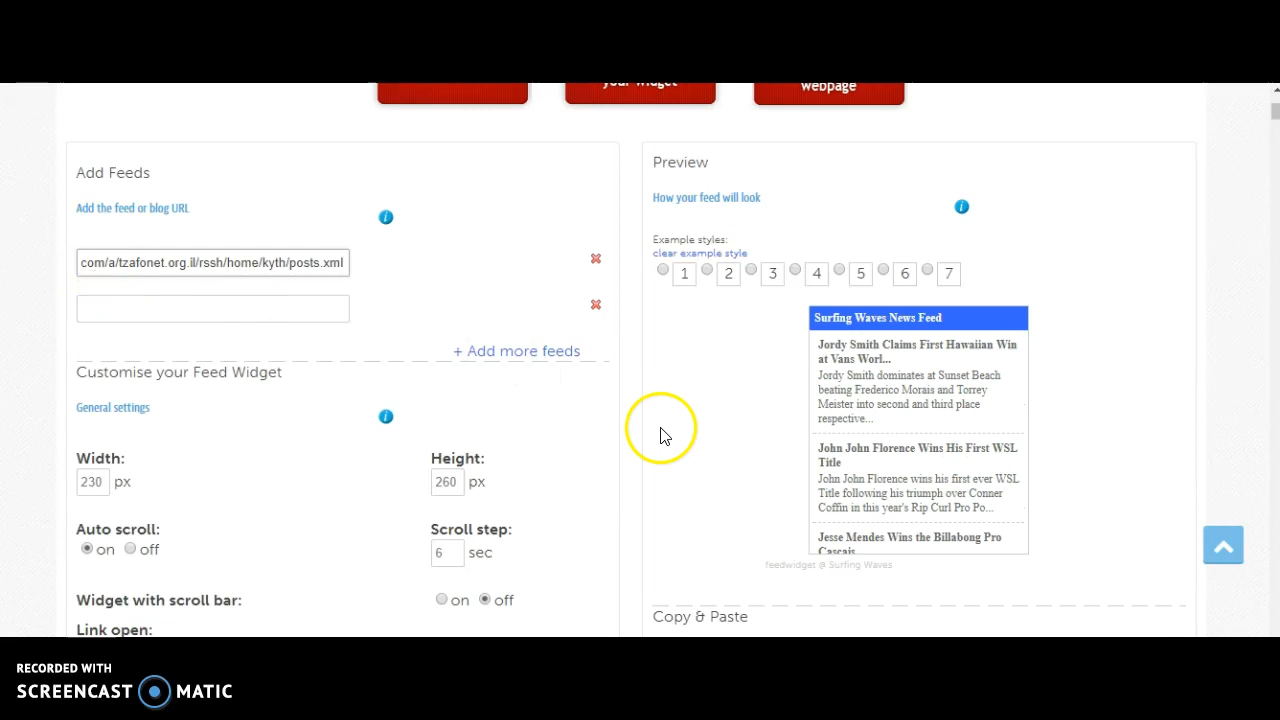 your widget
webpage
Add Feeds
Add the feed or blog URL
com/a/tzafonet.org.il/rssh/home/kyth/posts.xml
+ Add more feeds
Customise your Feed Widget
General settings
Width:
230 px
Height:
260 px
Auto scroll:
on off
Scroll step:
6 sec
Widget with scroll bar:
on off
Link open:
Preview
How your feed will look
Example styles:
clear example style
1 2 3 4 5 6 7
Surfing Waves News Feed
Jordy Smith Claims First Hawaiian Win
at Vans Worl...
Jordy Smith dominates at Sunset Beach
beating Frederico Morais and Torrey
Meister into second and third place
respective...
John John Florence Wins His First WSL
Title
John John Florence wins his first ever WSL
Title following his triumph over Conner
Coffin in this year's Rip Curl Pro Po...
Jesse Mendes Wins the Billabong Pro
Cascais
feedwidget @ Surfing Waves
Copy & Paste
RECORDED WITH
SCREENCAST MATIC